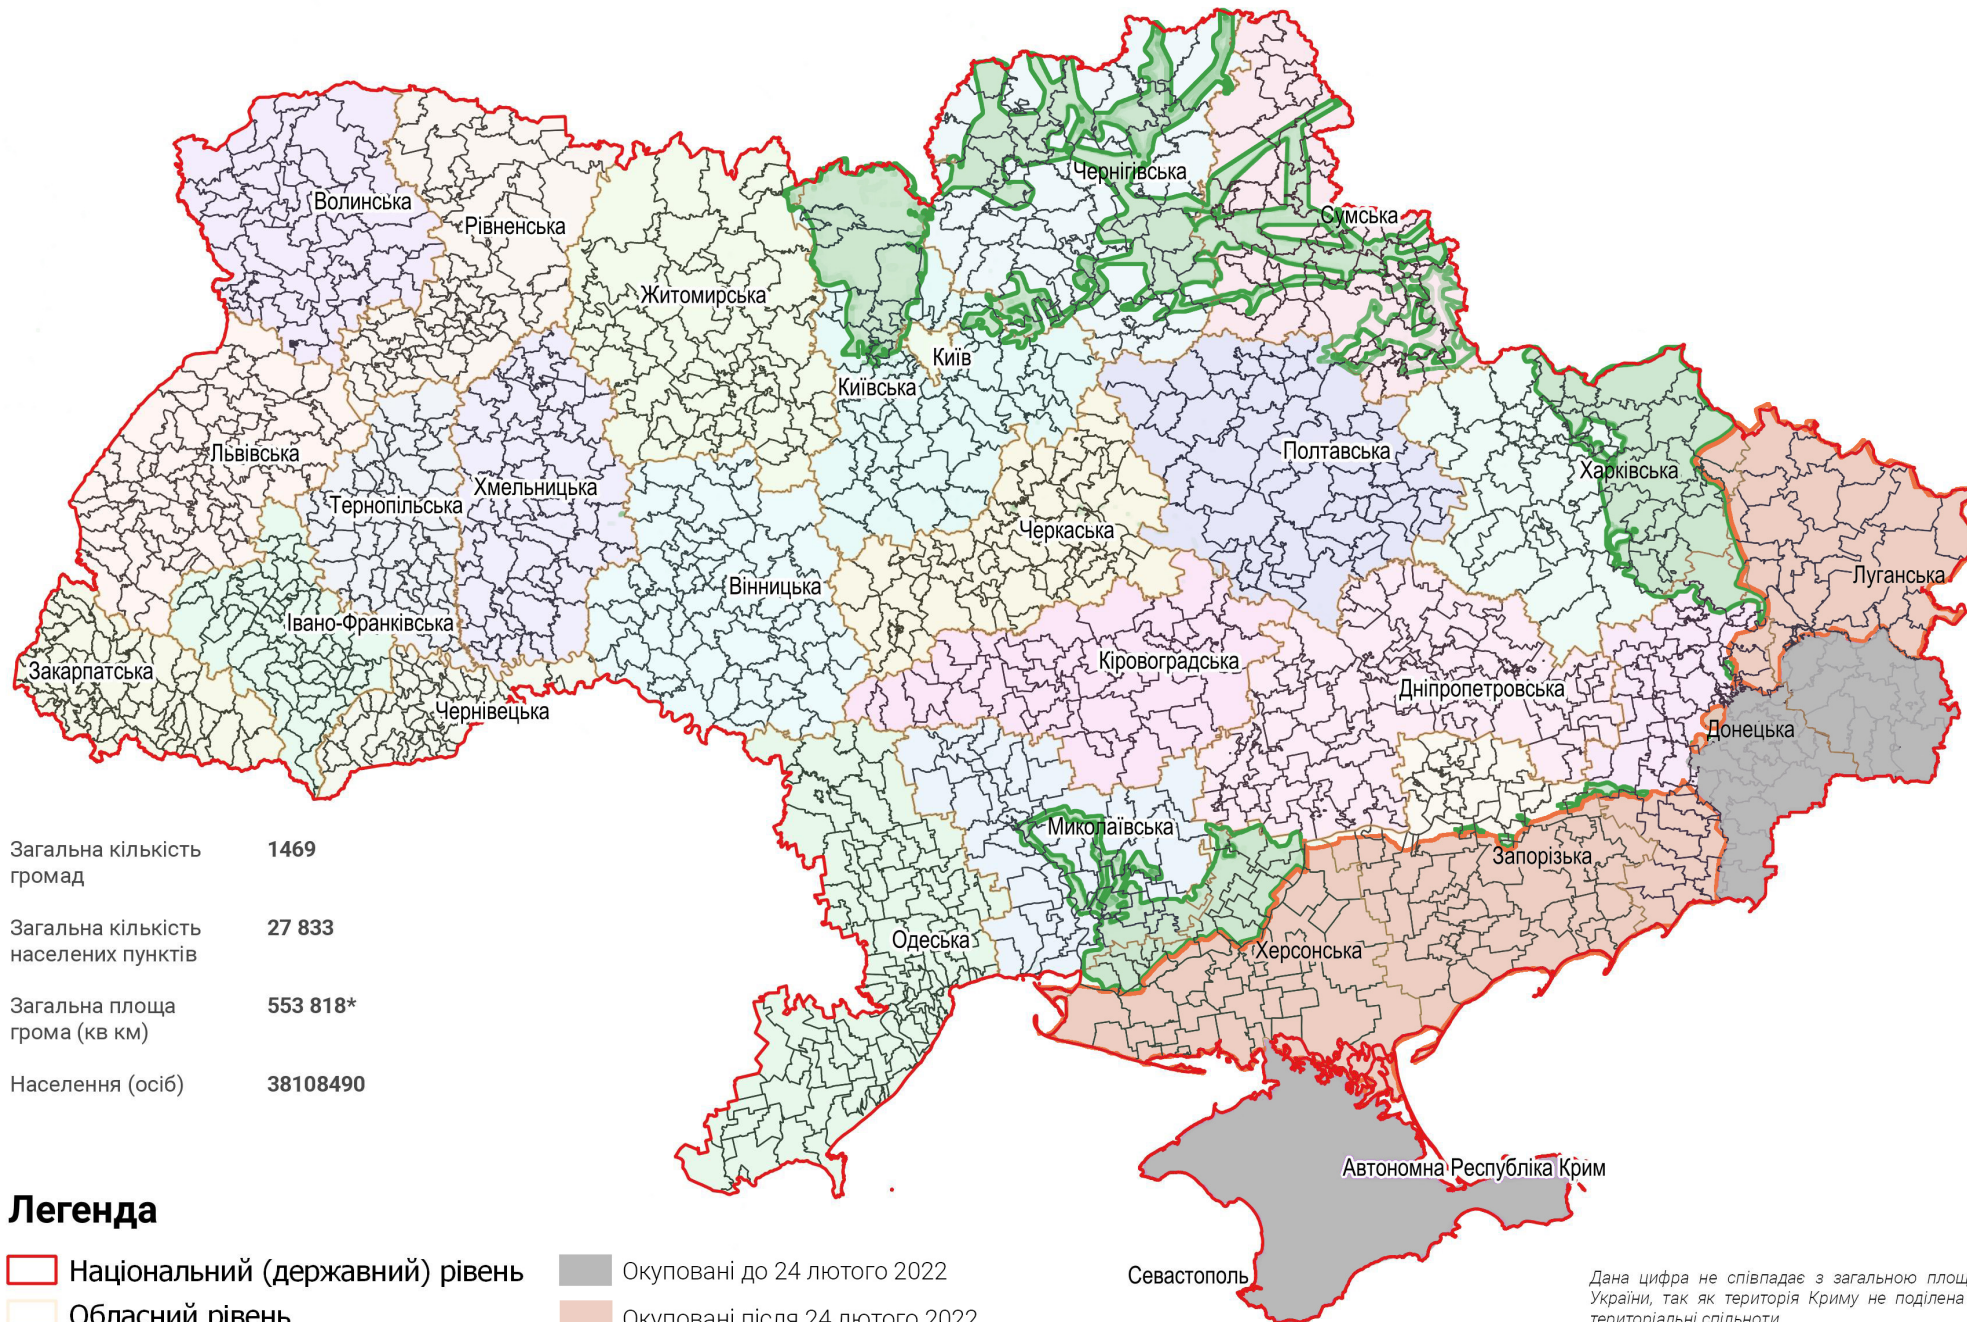 Волинська
Рівненська
Чернігівська
Сумська
Житомирська
Київ
Київська
Львівська
Тернопільська
Хмельницька
Полтавська
Харківська
Черкаська
Вінницька
Луганська
Івано-Франківська
Закарпатська
Чернівецька
Кіровоградська
Дніпропетровська
Донецька
Миколаївська
Запорізька
Одеська
Херсонська
Автономна Республіка Крим
Севастополь
Загальна кількість 1469
громад
Загальна кількість 27 833
населених пунктів
Загальна площа 553 818*
грома (кв км)
Населення (осіб) 38108490
Легенда
Національний (державний) рівень
Обласний рівень
Окуповані до 24 лютого 2022
Окуповані після 24 лютого 2022
Дана цифра не співпадає з загальною площ
України, так як територія Криму не поділена
територіальні спільноти